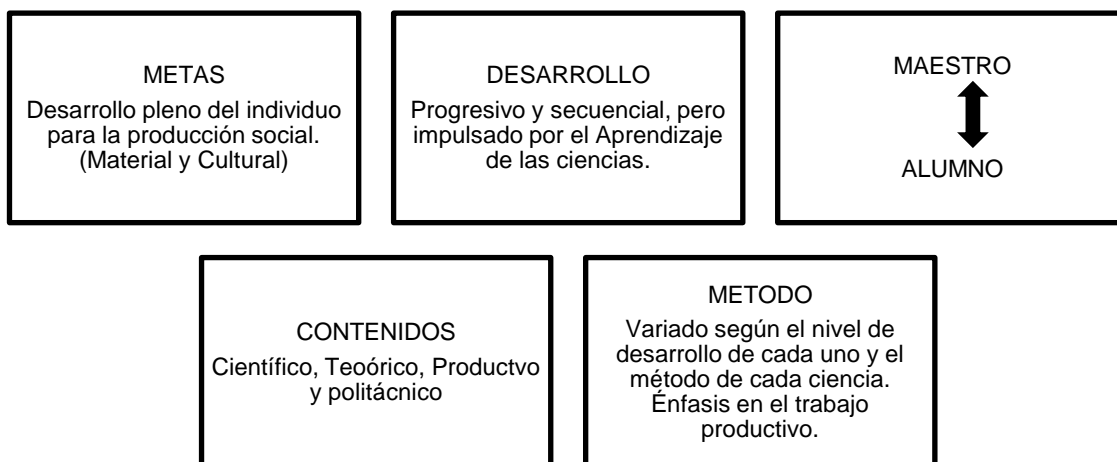 METAS
Desarrollo pleno del individuo
para la producción social.
(Material y Cultural)
DESARROLLO
Progresivo y secuencial, pero
impulsado por el Aprendizaje
de las ciencias.
MAESTRO
ALUMNO
CONTENIDOS
Científico, Teoórico, Productvo
y politácnico
METODO
Variado según el nivel de
desarrollo de cada uno y el
método de cada ciencia.
Énfasis en el trabajo
productivo.